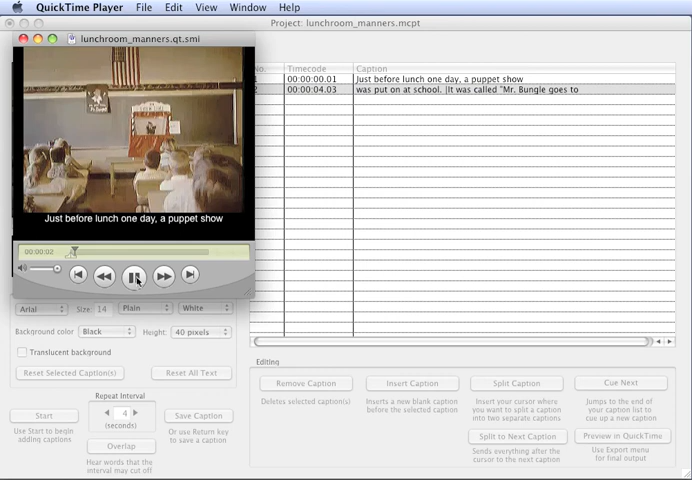 QuickTime Player File Edit View Window Help
Project: lunchroom_manners.mcpt
lunchroom_manners.qt.smi
No. Timecode Caption
1 00:00:00.01 Just before lunch one day, a puppet show
2 00:00:04.03 was put on at school. |It was called "Mr. Bungle goes to
Just before lunch one day, a puppet show
00:00:02
Arial Size: 14 Plain White
Background color Black Height: 40 pixels
Translucent background
Reset Selected Caption(s) Reset All Text
Start
Use Start to begin
adding captions
Repeat Interval
4
(seconds)
Overlap
Hear words that the
interval may cut off
Save Caption
Or use Return key
to save a caption
Editing
Remove Caption
Deletes selected caption(s)
Insert Caption
Inserts a new blank caption
before the selected caption
Split Caption
Insert your cursor where
you want to split a caption
into two separate captions
Cue Next
Jumps to the end of
your caption list to
cue up a new caption
Split to Next Caption
Sends everything after the
cursor to the next caption
Preview in QuickTime
Use Export menu
for final output